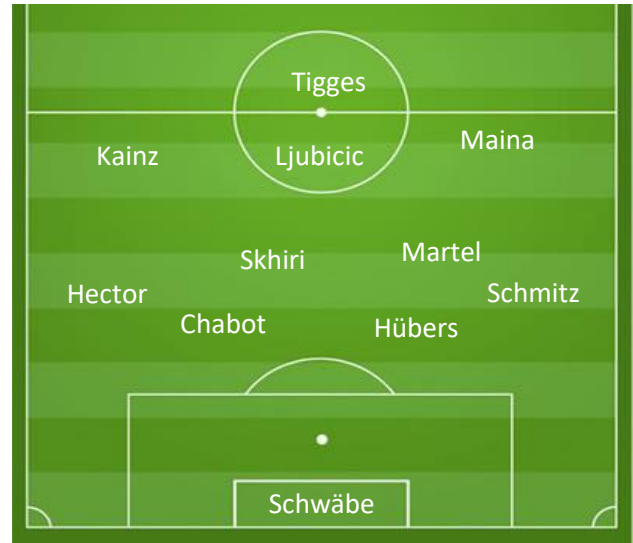 Tigges
Kainz
Ljubicic
Maina
Skhiri
Martel
Hector
Schmitz
Chabot
Hübers
Schwäbe